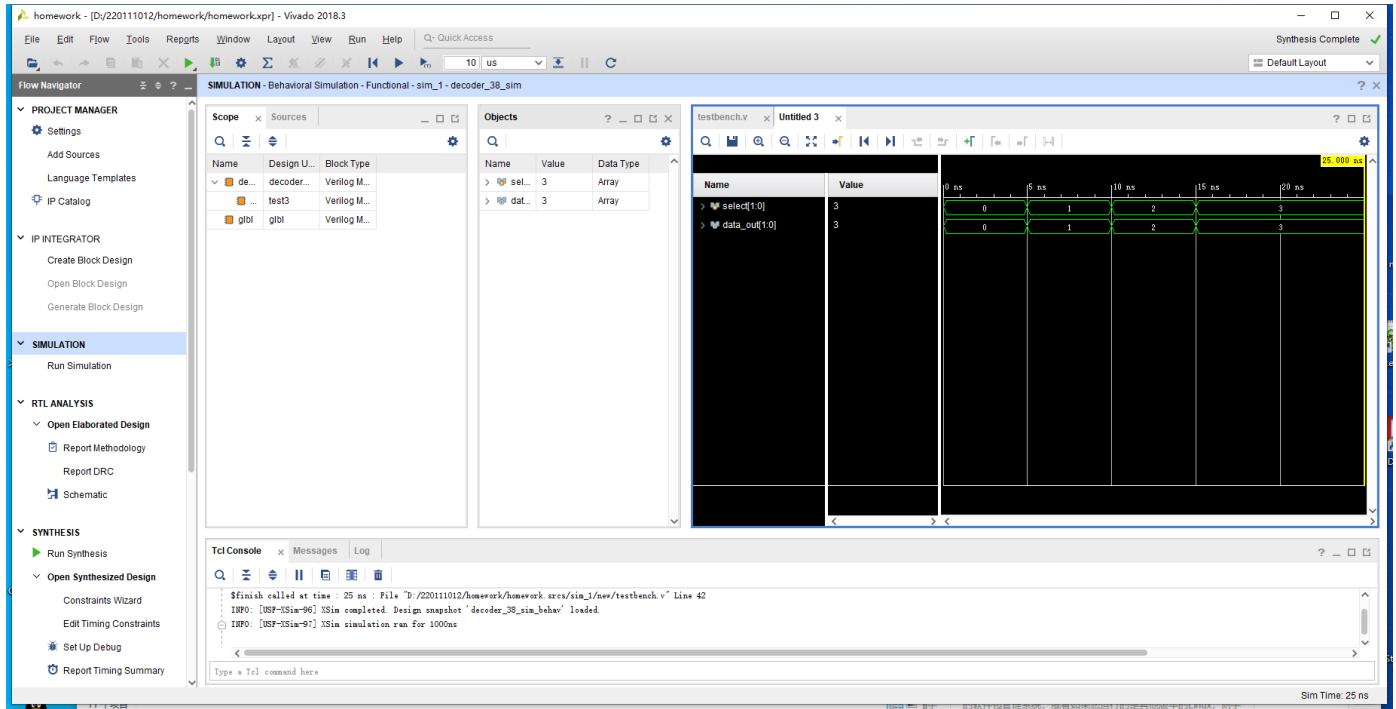 homework - [D:/220111012/homework/homework.xpr] - Vivado 2018.3
File Edit Flow Tools Reports Window Layout View Run Help Q- Quick Access Synthesis Complete
10 us Default Layout
Flow Navigator
PROJECT MANAGER
Settings
Add Sources
Language Templates
IP Catalog
IP INTEGRATOR
Create Block Design
Open Block Design
Generate Block Design
SIMULATION
Run Simulation
RTL ANALYSIS
Open Elaborated Design
Report Methodology
Report DRC
Schematic
SYNTHESIS
Run Synthesis
Open Synthesized Design
Constraints Wizard
Edit Timing Constraints
Set Up Debug
Report Timing Summary
SIMULATION - Behavioral Simulation - Functional - sim_1 - decoder_38_sim
Scope Sources
Name Design U... Block Type
de... decoder... Verilog M...
... test3 Verilog M...
glbl glbl Verilog M...
Objects
Name Value Data Type
sel... 3 Array
dat... 3 Array
testbench.v Untitled 3
25.000 ns
Name Value
0 ns 5 ns 10 ns 15 ns 20 ns
select[1:0] 3 0 1 2 3
data_out[1:0] 3 0 1 2 3
Tcl Console Messages Log
$finish called at time : 25 ns : File "D:/220111012/homework/homework.srcs/sim_1/new/testbench.v" Line 42
INFO: [USF-XSim-96] XSim completed. Design snapshot 'decoder_38_sim_behav' loaded.
INFO: [USF-XSim-97] XSim simulation ran for 1000ns
Type a Tcl command here
Sim Time: 25 ns